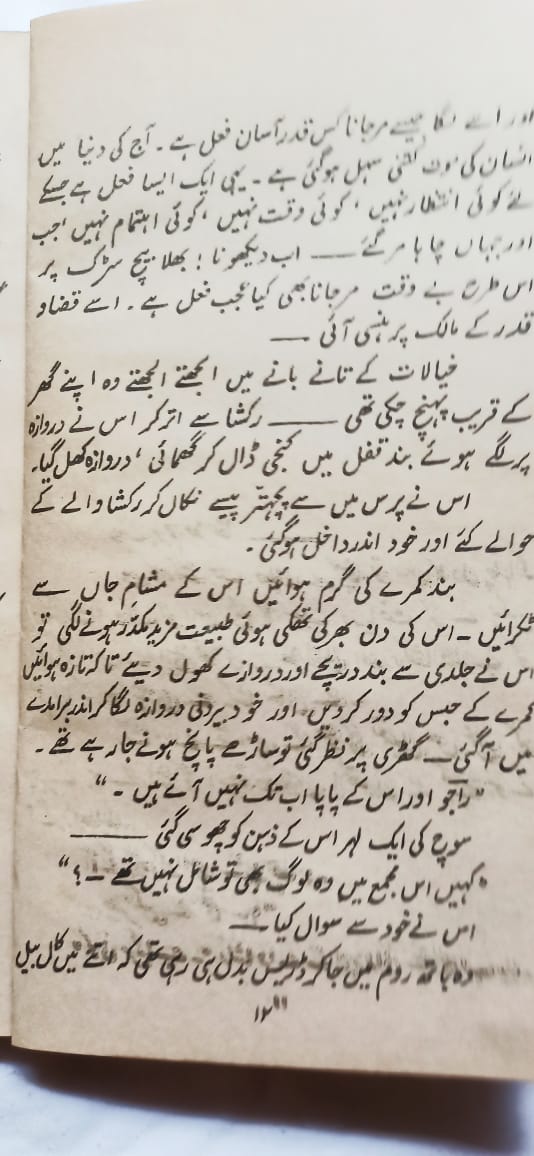 اور اسے لگا جیسے مرجانا کس قدر آسان فعل ہے ۔ آج کی دنیا میں
انسان کی موت کتنی سہل ہوگئی ہے ۔ یہی ایک ایسا فعل ہے جسکے
لئے کوئی انتظار نہیں ، کوئی وقت نہیں ، کوئی اہتمام نہیں ، جب
اور جہاں چاہا مر گئے ـــــ اب دیکھو نا ! بھلا بیچ سڑک پر
اس طرح بے وقت مرجانا بھی کیا عجب فعل ہے ۔ اسے قضا و
قدر کے مالک پر ہنسی آئی ـــــ
خیالات کے تانے بانے میں الجھتے الجھتے وہ اپنے گھر
کے قریب پہنچ چکی تھی ـــــ رکشا سے اتر کر اس نے دروازہ
پر لگے ہوئے بند قفل میں کنجی ڈال کر گھمائی ، دروازہ کھل گیا۔
اس نے پرس میں سے پچھتّر پیسے نکال کر رکشا والے کے
حوالے کئے اور خود اندر داخل ہوگئی ۔
بند کمرے کی گرم ہوائیں اس کے مشامِ جاں سے
ٹکرائیں ۔ اس کی دن بھر کی تھکی ہوئی طبیعت مزید مکدّر ہونے لگی تو
اس نے جلدی سے بند دریچے اور دروازے کھول دیئے تاکہ تازہ ہوائیں
کمرے کے حبس کو دور کردیں اور خود بیرونی دروازہ لگا کر اندر برامدے
میں آگئی ـــ گھڑی پر نظر گئی تو ساڑھے پانچ ہونے جا رہے تھے ۔
"راجو اور اس کے پاپا اب تک نہیں آئے ہیں ۔"
سوچ کی ایک لہر اس کے ذہن کو چھو سی گئی ـــــ
"کہیں اس مجمع میں وہ لوگ بھی تو شامل نہیں تھے ـ ؟"
اس نے خود سے سوال کیا ـــ
وہ باتھ روم میں جاکر ڈریس بدل ہی رہی تھی کہ اتنے میں کال بیل
۱۲